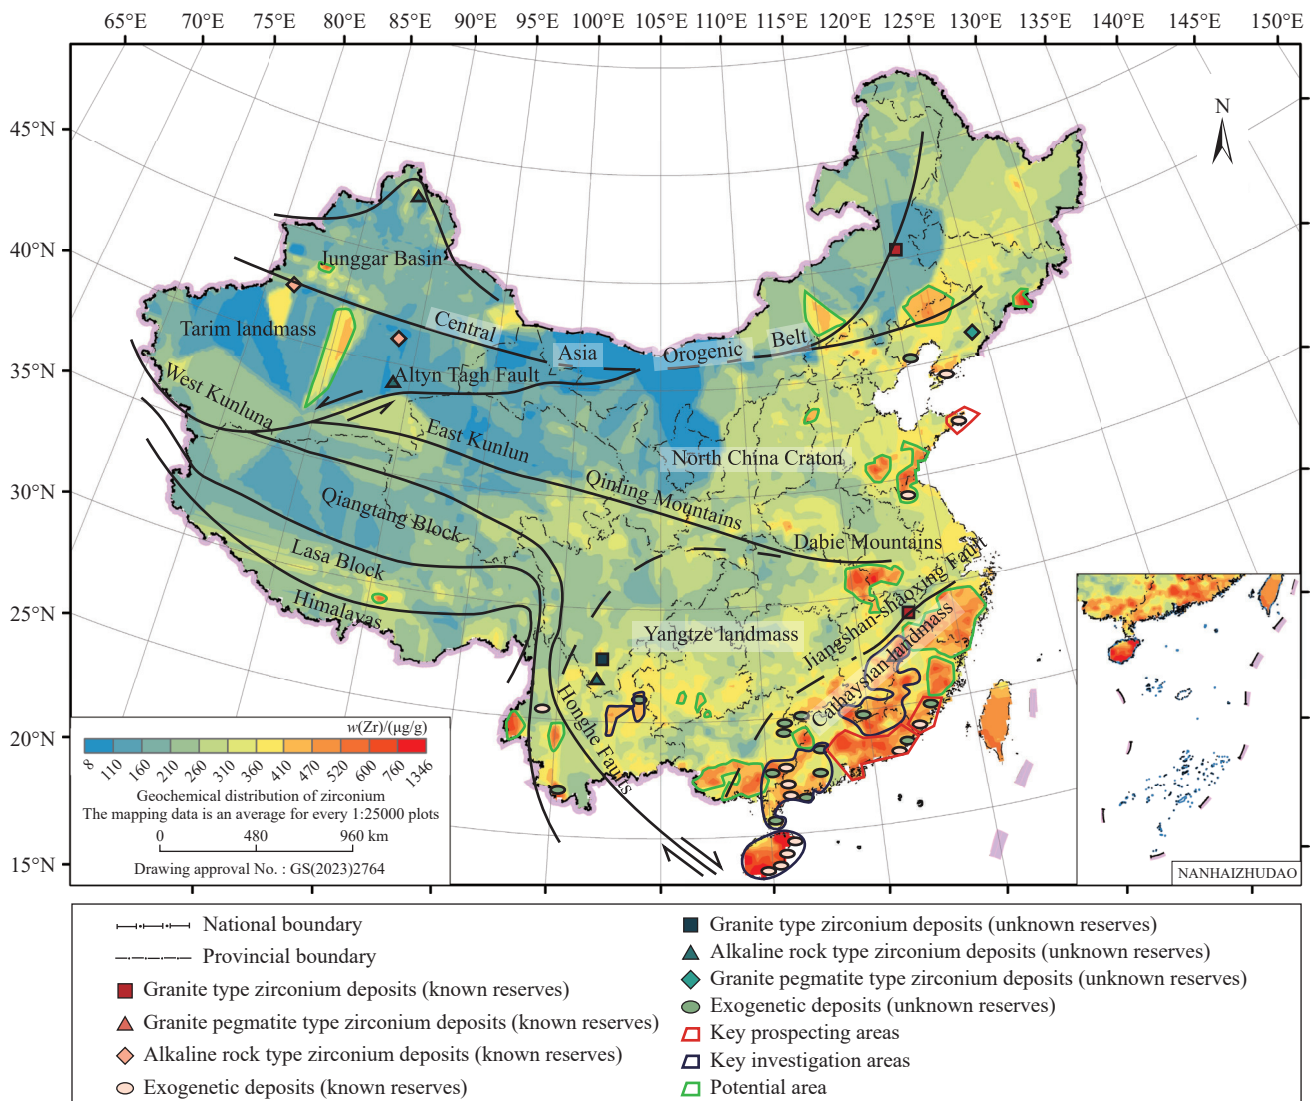 65°E 70°E 75°E 80°E 85°E 90°E 95°E 100°E 105°E 110°E 115°E 120°E 125°E 130°E 135°E 140°E 145°E 150°E
45°N
40°N
35°N
30°N
25°N
20°N
15°N
N
Junggar Basin
Tarim landmass
Central
Asia
Orogenic
Belt
Altyn Tagh Fault
West Kunluna
East Kunlun
North China Craton
Qinling Mountains
Qiangtang Block
Dabie Mountains
Lasa Block
Jiangshan-shaoxing Fault
Himalayas
Yangtze landmass
Cathaysian landmass
Honghe Faults
w(Zr)/(μg/g)
8 110 160 210 260 310 360 410 470 520 600 760 1346
Geochemical distribution of zirconium
The mapping data is an average for every 1:25000 plots
0 480 960 km
Drawing approval No. : GS(2023)2764
NANHAIZHUDAO
National boundary
Provincial boundary
Granite type zirconium deposits (known reserves)
Granite pegmatite type zirconium deposits (known reserves)
Alkaline rock type zirconium deposits (known reserves)
Exogenetic deposits (known reserves)
Granite type zirconium deposits (unknown reserves)
Alkaline rock type zirconium deposits (unknown reserves)
Granite pegmatite type zirconium deposits (unknown reserves)
Exogenetic deposits (unknown reserves)
Key prospecting areas
Key investigation areas
Potential area